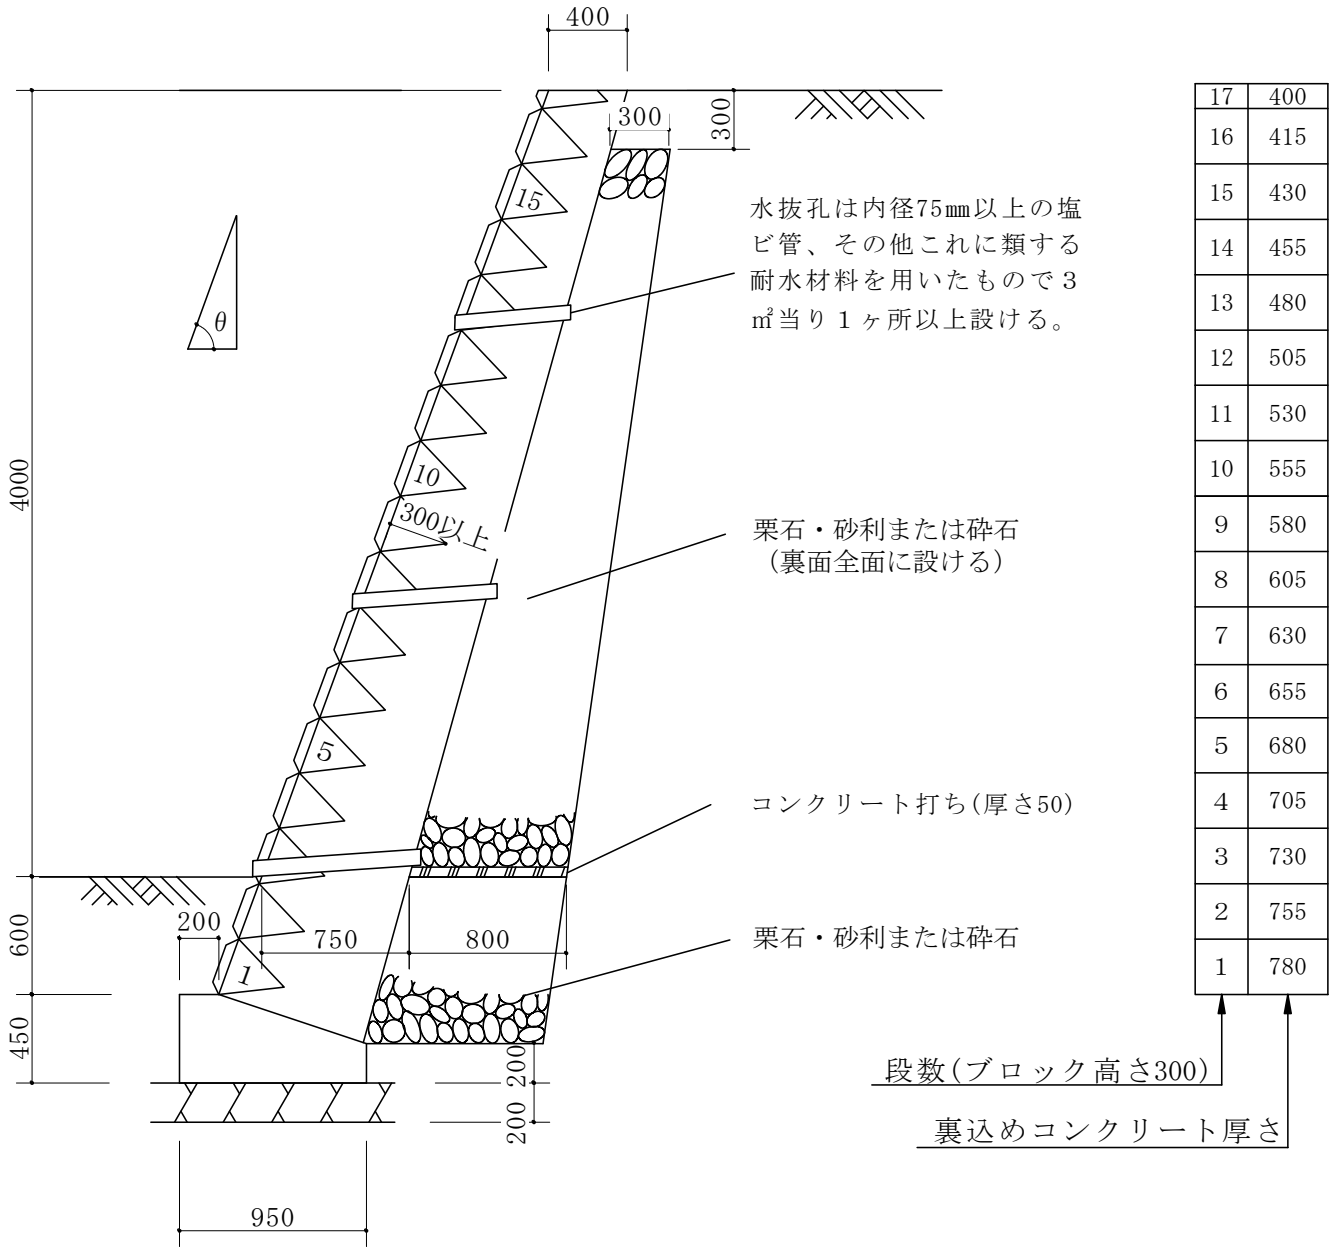 400
300
300
15
水抜孔は内径75㎜以上の塩
ビ管、その他これに類する
耐水材料を用いたもので３
㎡当り１ヶ所以上設ける。
θ
4000
10
300以上
栗石・砂利または砕石
（裏面全面に設ける）
5
コンクリート打ち(厚さ50)
200
750
800
600
栗石・砂利または砕石
1
450
200
200
950
17 400
16 415
15 430
14 455
13 480
12 505
11 530
10 555
9 580
8 605
7 630
6 655
5 680
4 705
3 730
2 755
1 780
段数(ブロック高さ300)
裏込めコンクリート厚さ